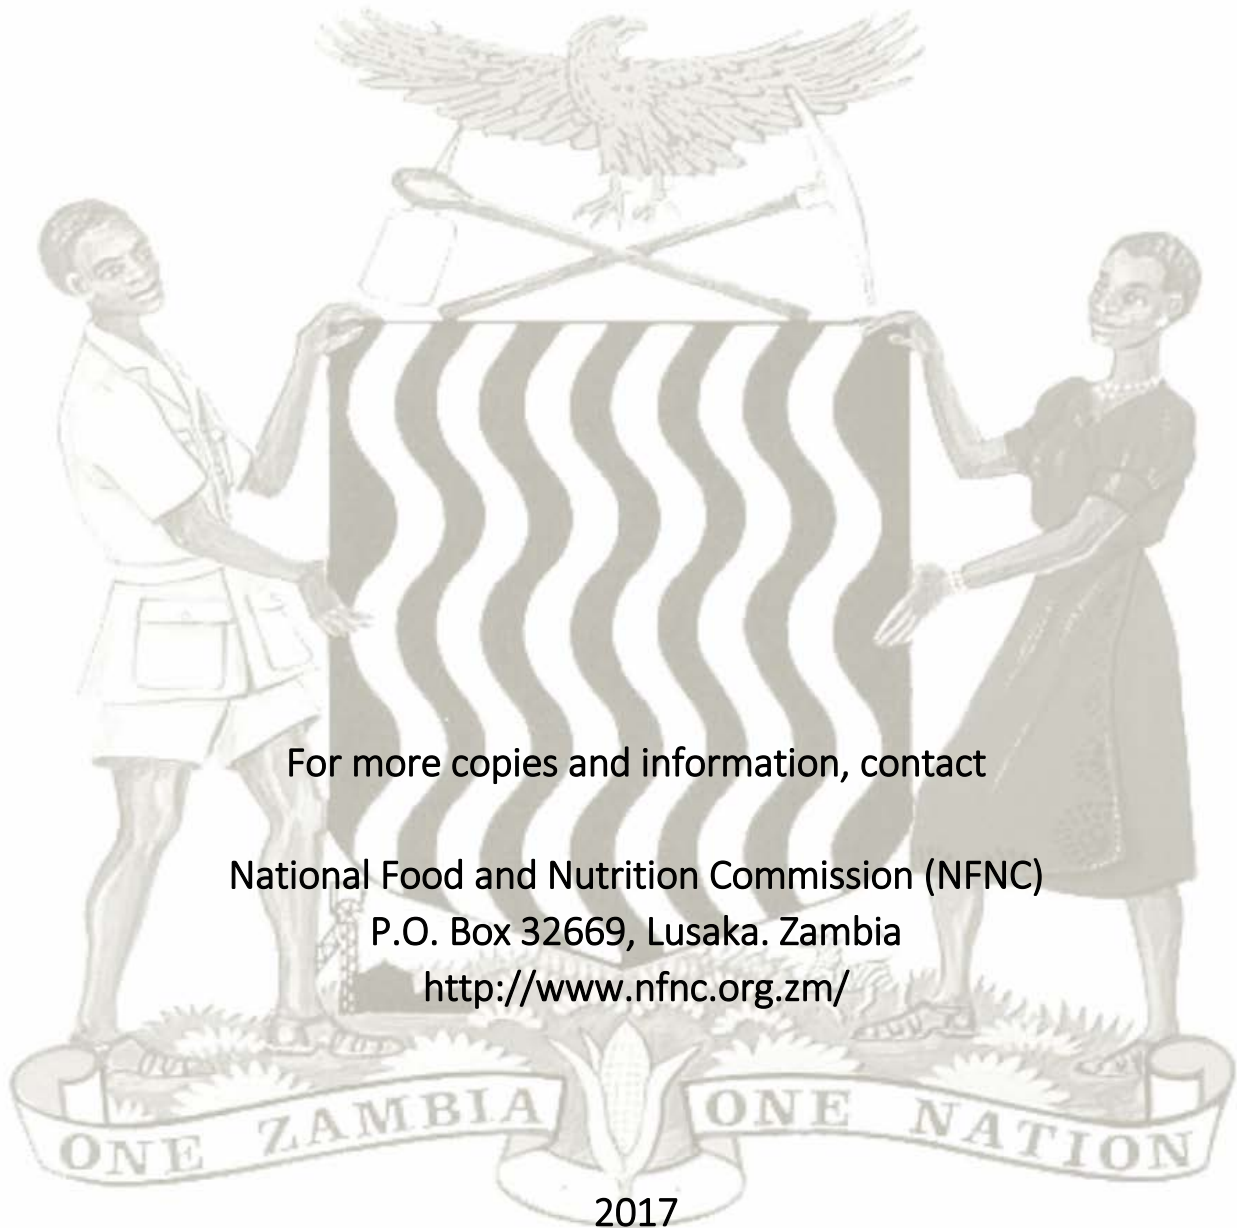 For more copies and information, contact
National Food and Nutrition Commission (NFNC)
P.O. Box 32669, Lusaka. Zambia
http://www.nfnc.org.zm/
ONE ZAMBIA ONE NATION
2017